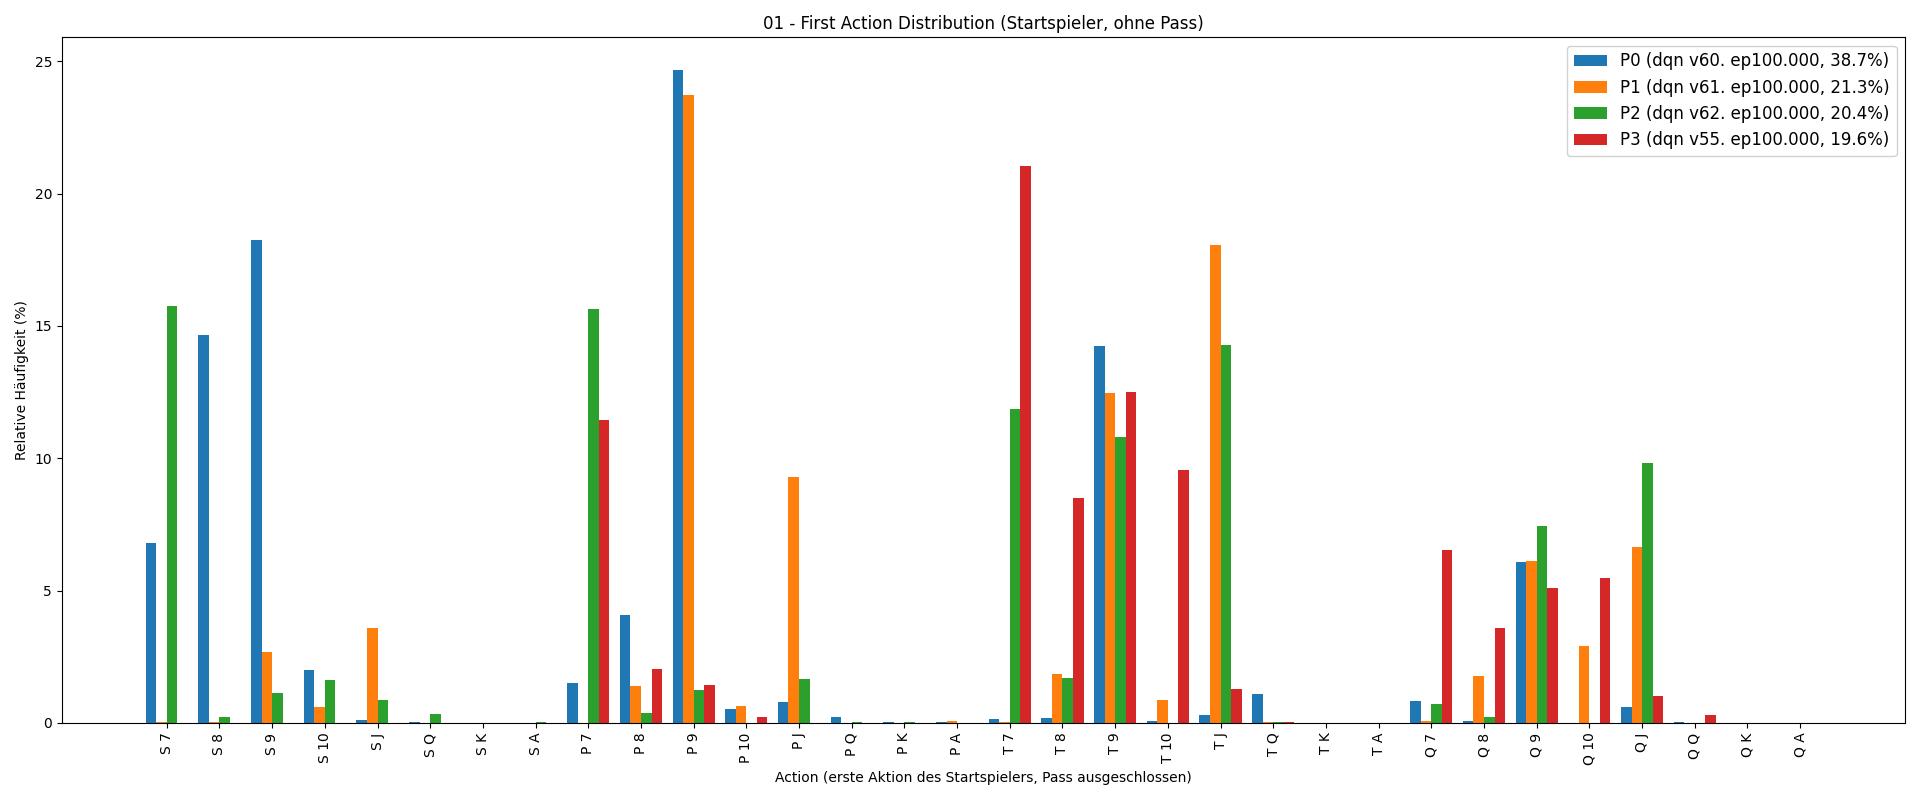 01 - First Action Distribution (Startspieler, ohne Pass)
P0 (dqn v60. ep100.000, 38.7%)
P1 (dqn v61. ep100.000, 21.3%)
P2 (dqn v62. ep100.000, 20.4%)
P3 (dqn v55. ep100.000, 19.6%)
Relative Häufigkeit (%)
25
20
15
10
5
0
S 7
S 8
S 9
S 10
S J
S Q
S K
S A
P 7
P 8
P 9
P 10
P J
P Q
P K
P A
T 7
T 8
T 9
T 10
T J
T Q
T K
T A
Q 7
Q 8
Q 9
Q 10
Q J
Q Q
Q K
Q A
Action (erste Aktion des Startspielers, Pass ausgeschlossen)